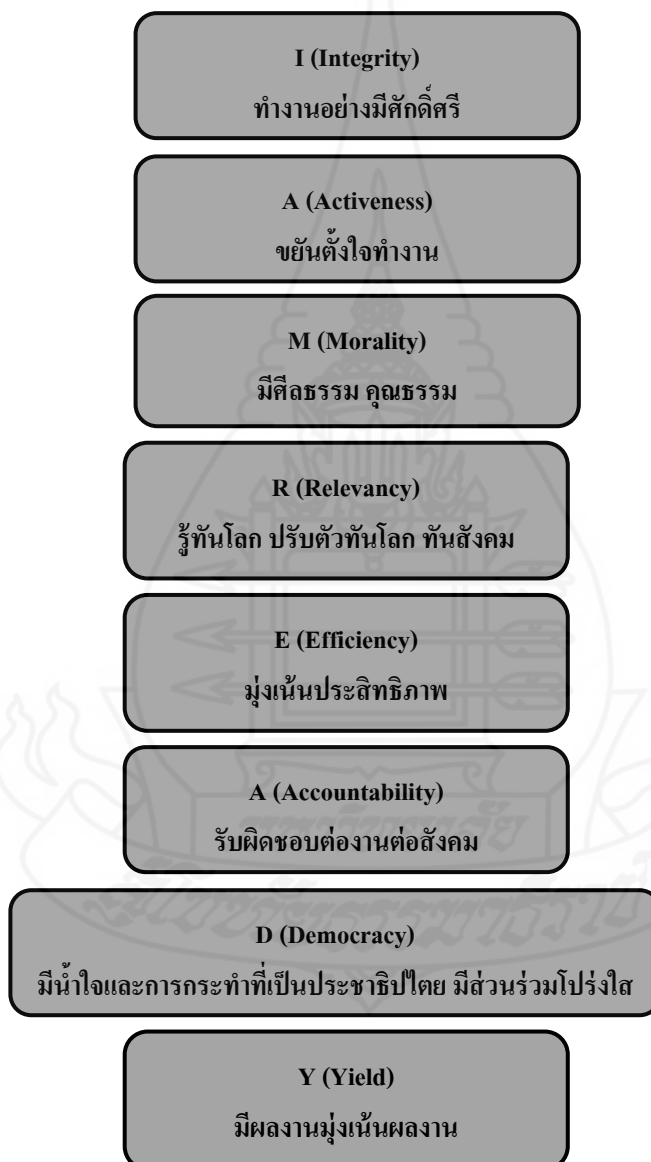 I (Integrity)
ทำงานอย่างมีศักดิ์ศรี
A (Activeness)
ขยันตั้งใจทำงาน
M (Morality)
มีศีลธรรม คุณธรรม
R (Relevancy)
รู้ทันโลก ปรับตัวทันโลก ทันสังคม
E (Efficiency)
มุ่งเน้นประสิทธิภาพ
A (Accountability)
รับผิดชอบต่องานต่อสังคม
D (Democracy)
มีน้ำใจและการกระทำที่เป็นประชาธิปไตย มีส่วนร่วมโปร่งใส
Y (Yield)
มีผลงานมุ่งเน้นผลงาน